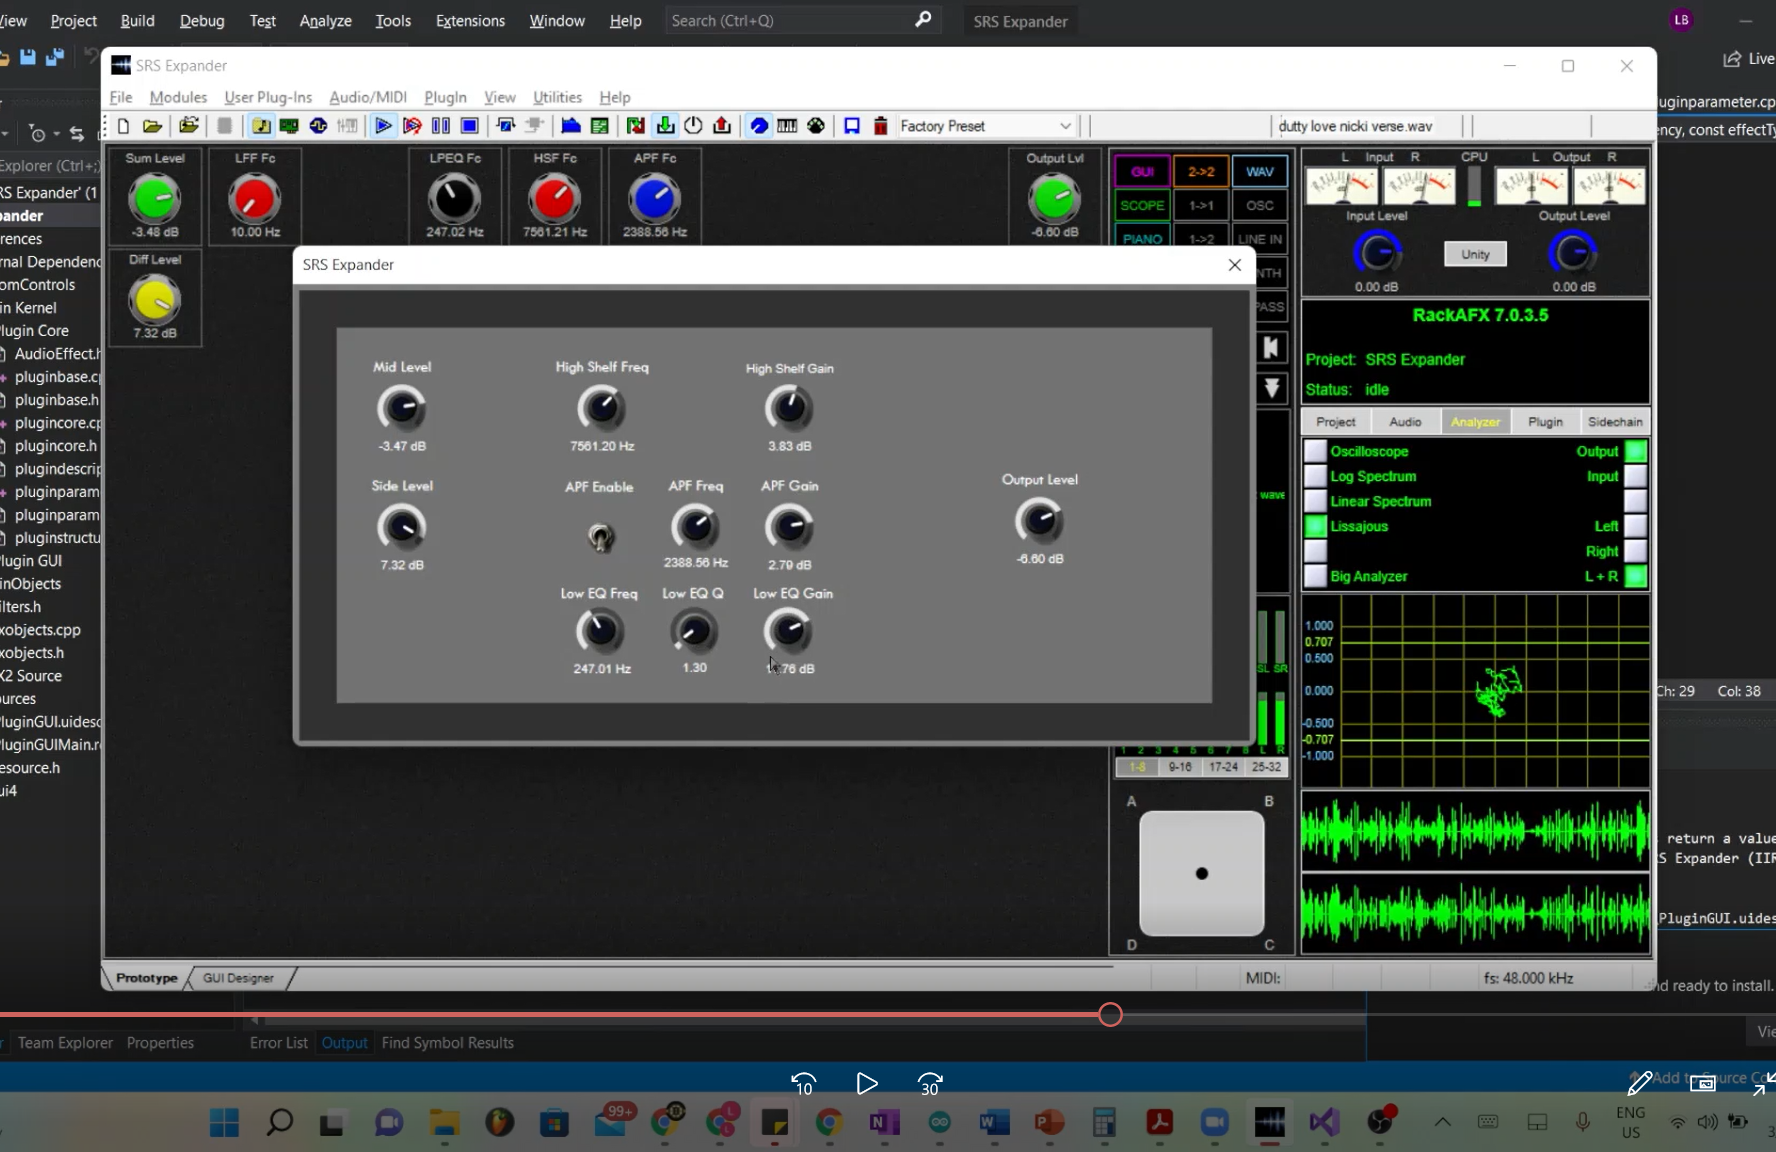 Project Build Debug Test Analyze Tools Extensions Window Help Search (Ctrl+Q) SRS Expander LB
Live
SRS Expander
File Modules User Plug-Ins Audio/MIDI PlugIn View Utilities Help
Factory Preset
dutty love nicki verse.wav
Sum Level
-3.48 dB
LFF Fc
10.00 Hz
LPEQ Fc
247.02 Hz
HSF Fc
7561.21 Hz
APF Fc
2388.56 Hz
Output Lvl
-6.60 dB
Diff Level
7.32 dB
GUI 2->2 WAV
SCOPE 1->1 OSC
PIANO 1->2 LINE IN
NTH
PASS
wave
SL SR
1 2 3 4 5 6 7 8 L R
1-8 9-16 17-24 25-32
A B
D C
L Input R CPU L Output R
Input Level Output Level
Unity
0.00 dB 0.00 dB
RackAFX 7.0.3.5
Project: SRS Expander
Status: idle
Project Audio Analyzer Plugin Sidechain
Oscilloscope Output
Log Spectrum Input
Linear Spectrum
Lissajous Left
Right
Big Analyzer L + R
1.000
0.707
0.500
0.000
-0.500
-0.707
-1.000
SRS Expander
Mid Level
-3.47 dB
High Shelf Freq
7561.20 Hz
High Shelf Gain
3.83 dB
Side Level
7.32 dB
APF Enable
APF Freq
2388.56 Hz
APF Gain
2.79 dB
Output Level
-6.60 dB
Low EQ Freq
247.01 Hz
Low EQ Q
1.30
Low EQ Gain
76 dB
Prototype GUI Designer MIDI: fs: 48.000 kHz
Explorer (Ctrl+;)
RS Expander' (1
pander
rences
rnal Dependenc
omControls
in Kernel
lugin Core
AudioEffect.h
pluginbase.cp
pluginbase.h
plugincore.cp
plugincore.h
plugindescrip
pluginparam
pluginparam
pluginstructu
lugin GUI
inObjects
ilters.h
xobjects.cpp
xobjects.h
X2 Source
ources
luginGUI.uidesc
luginGUIMain.r
esource.h
ui4
luginparameter.cp
ency, const effectTy
Ch: 29 Col: 38
return a value
S Expander (IIR
PluginGUI.uides
nd ready to install.
Team Explorer Properties Error List Output Find Symbol Results
Add to Source Co
10 30
99+
ENG
US